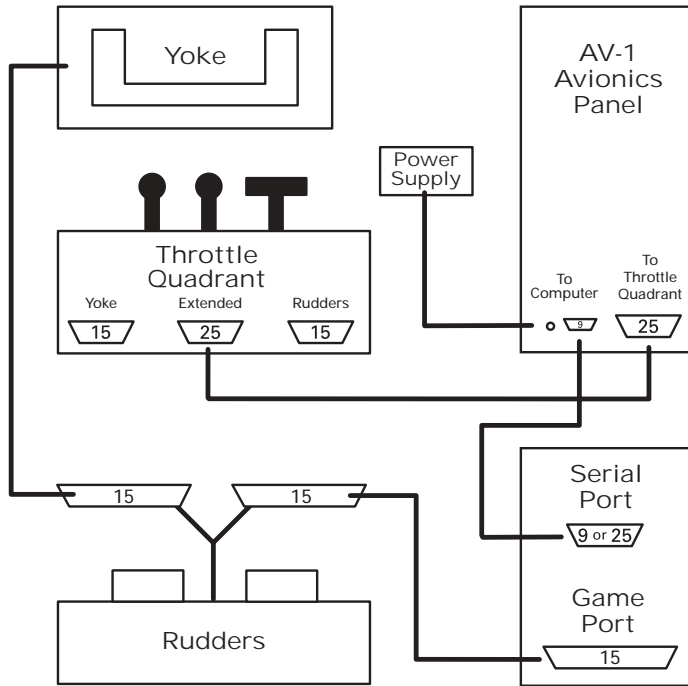 Yoke
AV-1
Avionics
Panel
Power
Supply
Throttle
Quadrant
Yoke
Extended
Rudders
15
25
15
To
Computer
To
Throttle
Quadrant
9
25
15
15
Serial
Port
9 or 25
Rudders
Game
Port
15